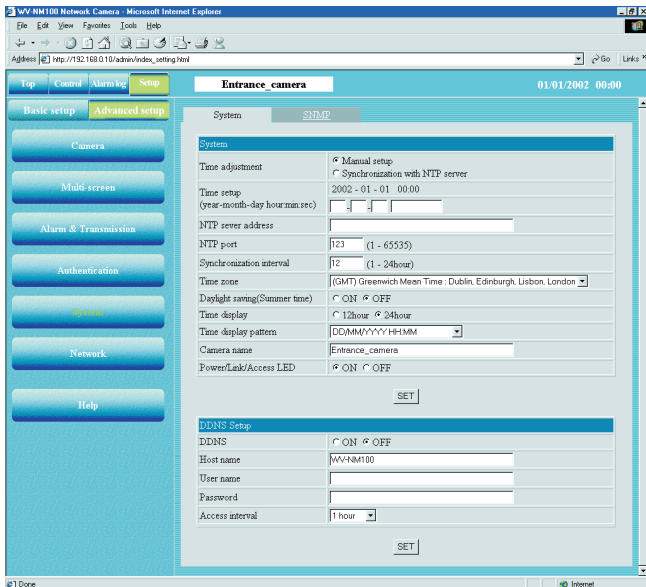 WV-NM100 Network Camera - Microsoft Internet Explorer
File Edit View Favorites Tools Help
Address http://192.168.0.10/admin/index_setting.html Go Links »
Top Control Alarm log Setup Entrance_camera 01/01/2002 00:00
Basic setup Advanced setup
System SNMP
Camera
Multi-screen
Alarm & Transmission
Authentication
System
Network
Help
System
Time adjustment Manual setup
Synchronization with NTP server
Time setup 2002 - 01 - 01 00:00
(year-month-day hour:min:sec) - -
NTP sever address
NTP port 123 (1 - 65535)
Synchronization interval 12 (1 - 24hour)
Time zone (GMT) Greenwich Mean Time : Dublin, Edinburgh, Lisbon, London
Daylight saving(Summer time) ON OFF
Time display 12hour 24hour
Time display pattern DD/MM/YYYY HH:MM
Camera name Entrance_camera
Power/Link/Access LED ON OFF
SET
DDNS Setup
DDNS ON OFF
Host name WV-NM100
User name
Password
Access interval 1 hour
SET
Done Internet